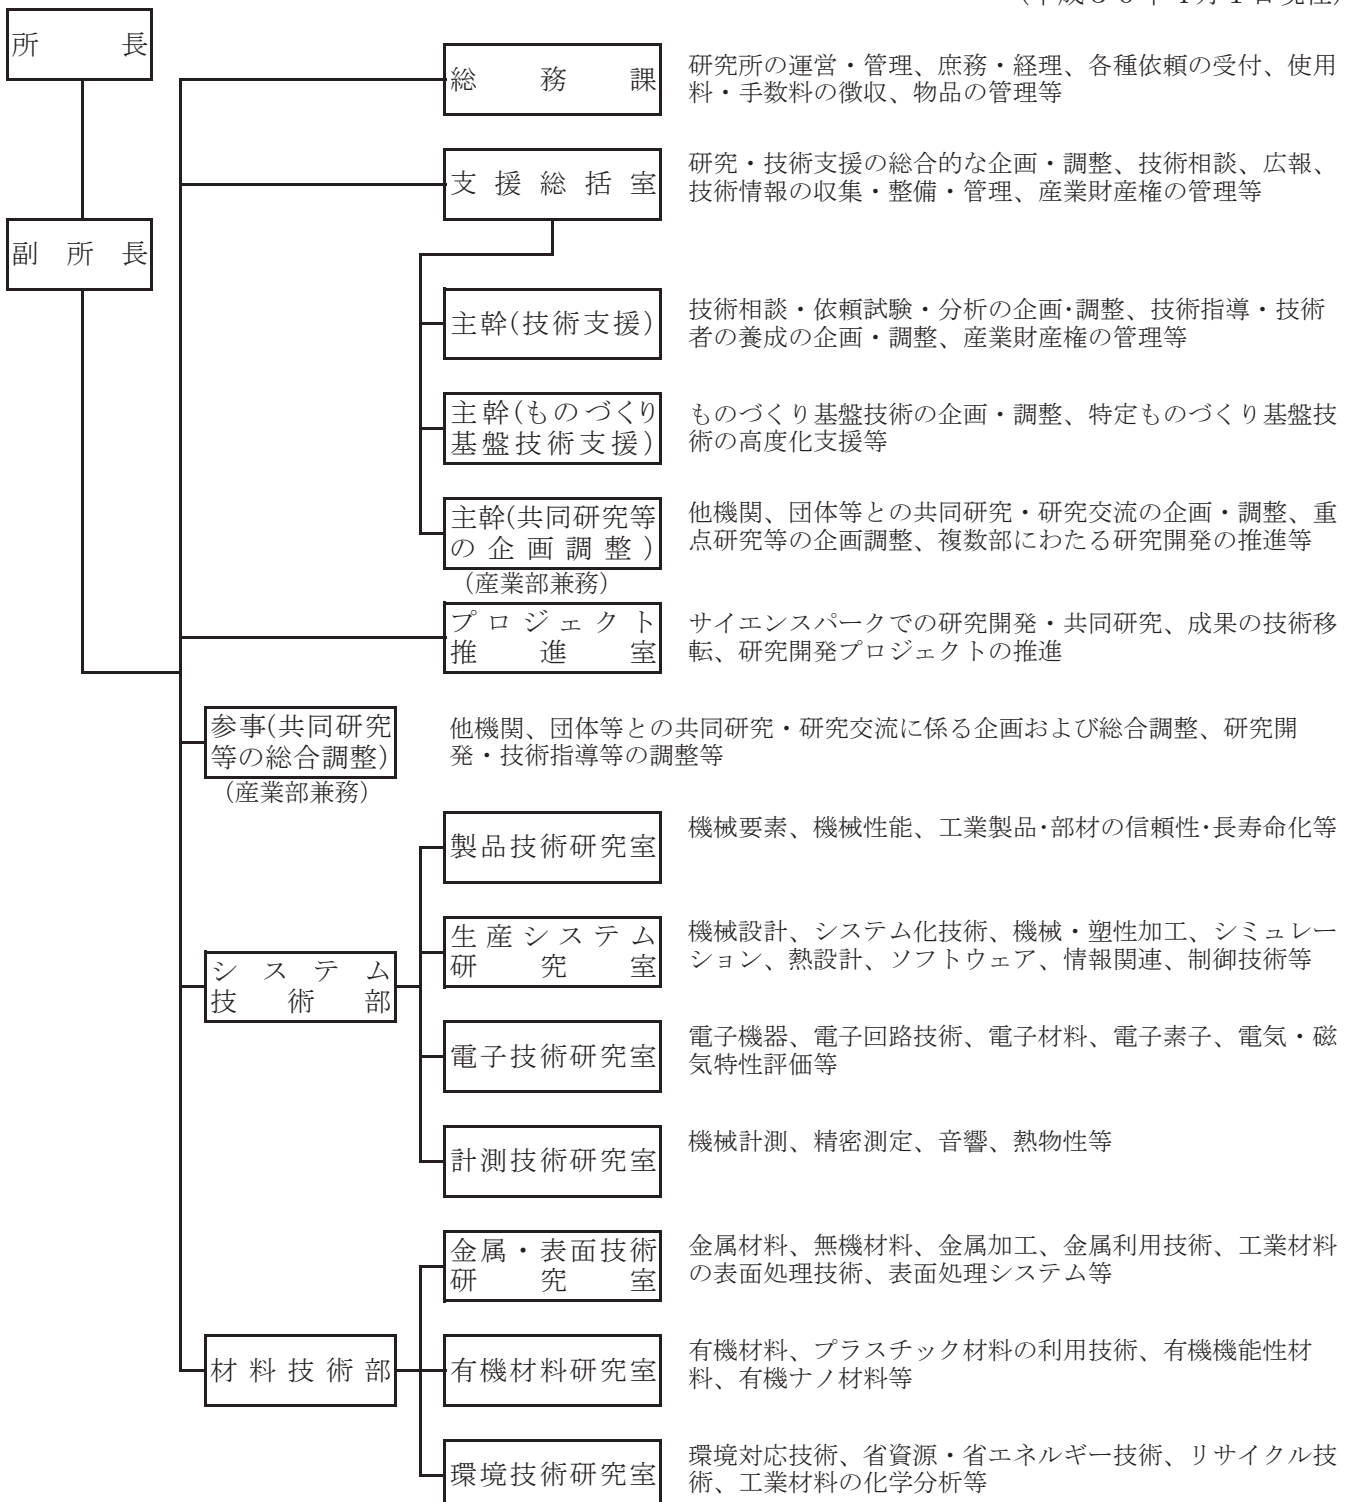 所長
総務課
研究所の運営・管理、庶務・経理、各種依頼の受付、使用
料・手数料の徴収、物品の管理等
支援総括室
研究・技術支援の総合的な企画・調整、技術相談、広報、
技術情報の収集・整備・管理、産業財産権の管理等
副所長
主幹(技術支援)
技術相談・依頼試験・分析の企画・調整、技術指導・技術
者の養成の企画・調整、産業財産権の管理等
主幹(ものづくり
基盤技術支援)
ものづくり基盤技術の企画・調整、特定ものづくり基盤技
術の高度化支援等
主幹(共同研究等
の企画調整)
(産業部兼務)
他機関、団体等との共同研究・研究交流の企画・調整、重
点研究等の企画調整、複数部にわたる研究開発の推進等
プロジェクト
推進室
サイエンスパークでの研究開発・共同研究、成果の技術移
転、研究開発プロジェクトの推進
参事(共同研究
等の総合調整)
(産業部兼務)
他機関、団体等との共同研究・研究交流に係る企画および総合調整、研究開
発・技術指導等の調整等
システム
技術部
製品技術研究室
機械要素、機械性能、工業製品・部材の信頼性・長寿命化等
生産システム
研究室
機械設計、システム化技術、機械・塑性加工、シミュレー
ション、熱設計、ソフトウェア、情報関連、制御技術等
電子技術研究室
電子機器、電子回路技術、電子材料、電子素子、電気・磁
気特性評価等
計測技術研究室
機械計測、精密測定、音響、熱物性等
材料技術部
金属・表面技術
研究室
金属材料、無機材料、金属加工、金属利用技術、工業材料
の表面処理技術、表面処理システム等
有機材料研究室
有機材料、プラスチック材料の利用技術、有機機能性材
料、有機ナノ材料等
環境技術研究室
環境対応技術、省資源・省エネルギー技術、リサイクル技
術、工業材料の化学分析等